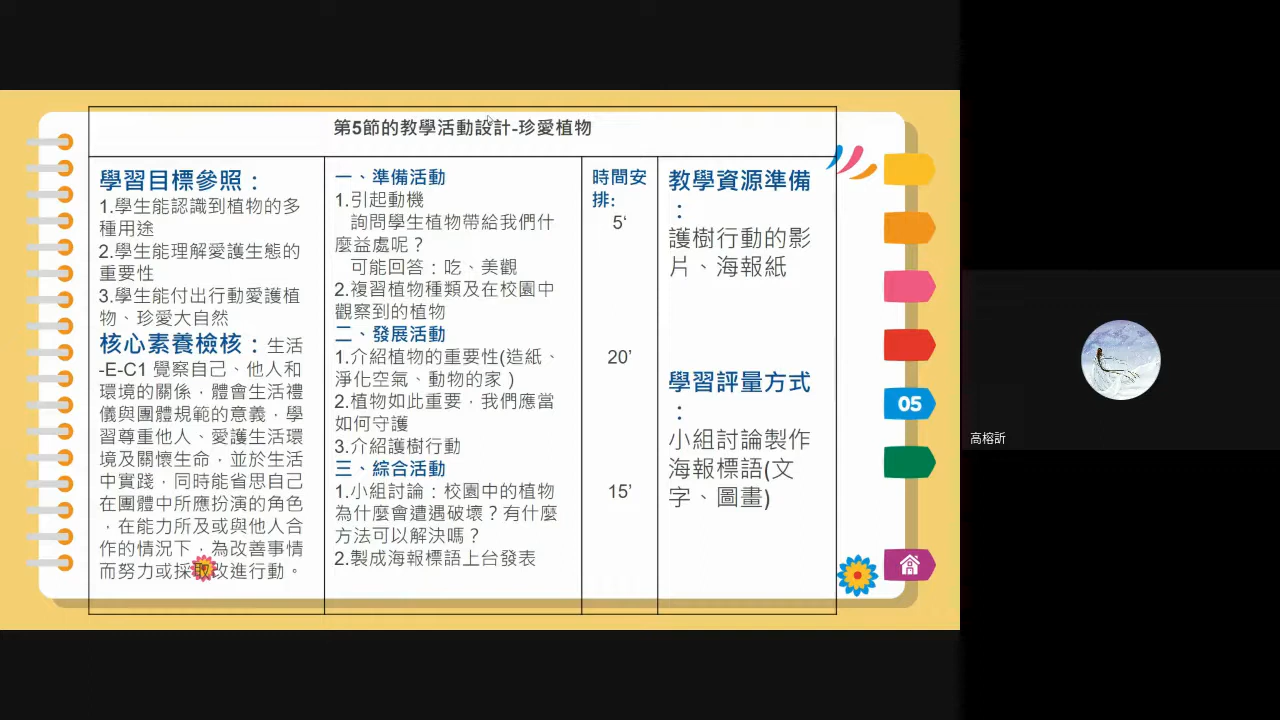 第5節的教學活動設計-珍愛植物
學習目標參照：
1.學生能認識到植物的多
種用途
2.學生能理解愛護生態的
重要性
3.學生能付出行動愛護植
物、珍愛大自然
核心素養檢核：生活
-E-C1 覺察自己、他人和
環境的關係，體會生活禮
儀與團體規範的意義，學
習尊重他人、愛護生活環
境及關懷生命，並於生活
中實踐，同時能省思自己
在團體中所應扮演的角色
，在能力所及或與他人合
作的情況下，為改善事情
而努力或採取改進行動。
一、準備活動
1.引起動機
詢問學生植物帶給我們什
麼益處呢？
可能回答：吃、美觀
2.複習植物種類及在校園中
觀察到的植物
二、發展活動
1.介紹植物的重要性(造紙、
淨化空氣、動物的家)
2.植物如此重要，我們應當
如何守護
3.介紹護樹行動
三、綜合活動
1.小組討論：校園中的植物
為什麼會遭遇破壞？有什麼
方法可以解決嗎？
2.製成海報標語上台發表
時間安
排:
5‘
20’
15’
教學資源準備
：
護樹行動的影
片、海報紙
學習評量方式
：
小組討論製作
海報標語(文
字、圖畫)
05
高榕訢